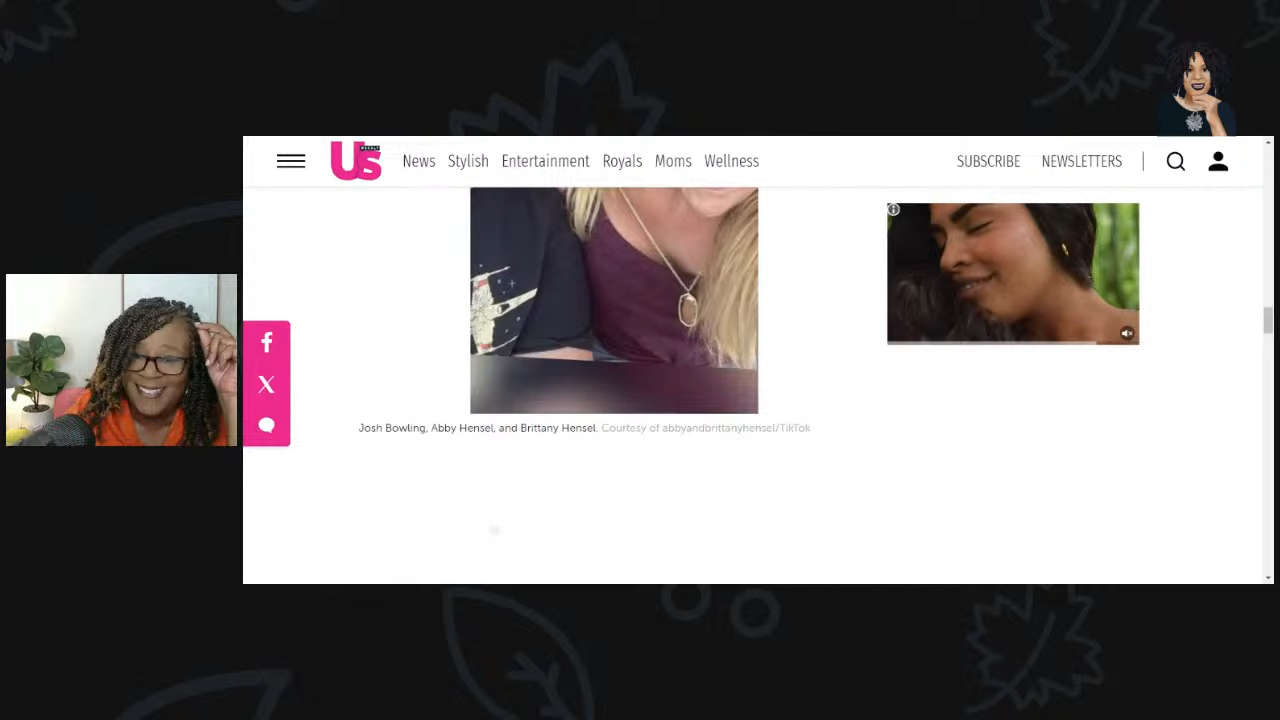 Us WEEKLY
News Stylish Entertainment Royals Moms Wellness SUBSCRIBE NEWSLETTERS
Josh Bowling, Abby Hensel, and Brittany Hensel. Courtesy of abbyandbrittanyhensel/TikTok